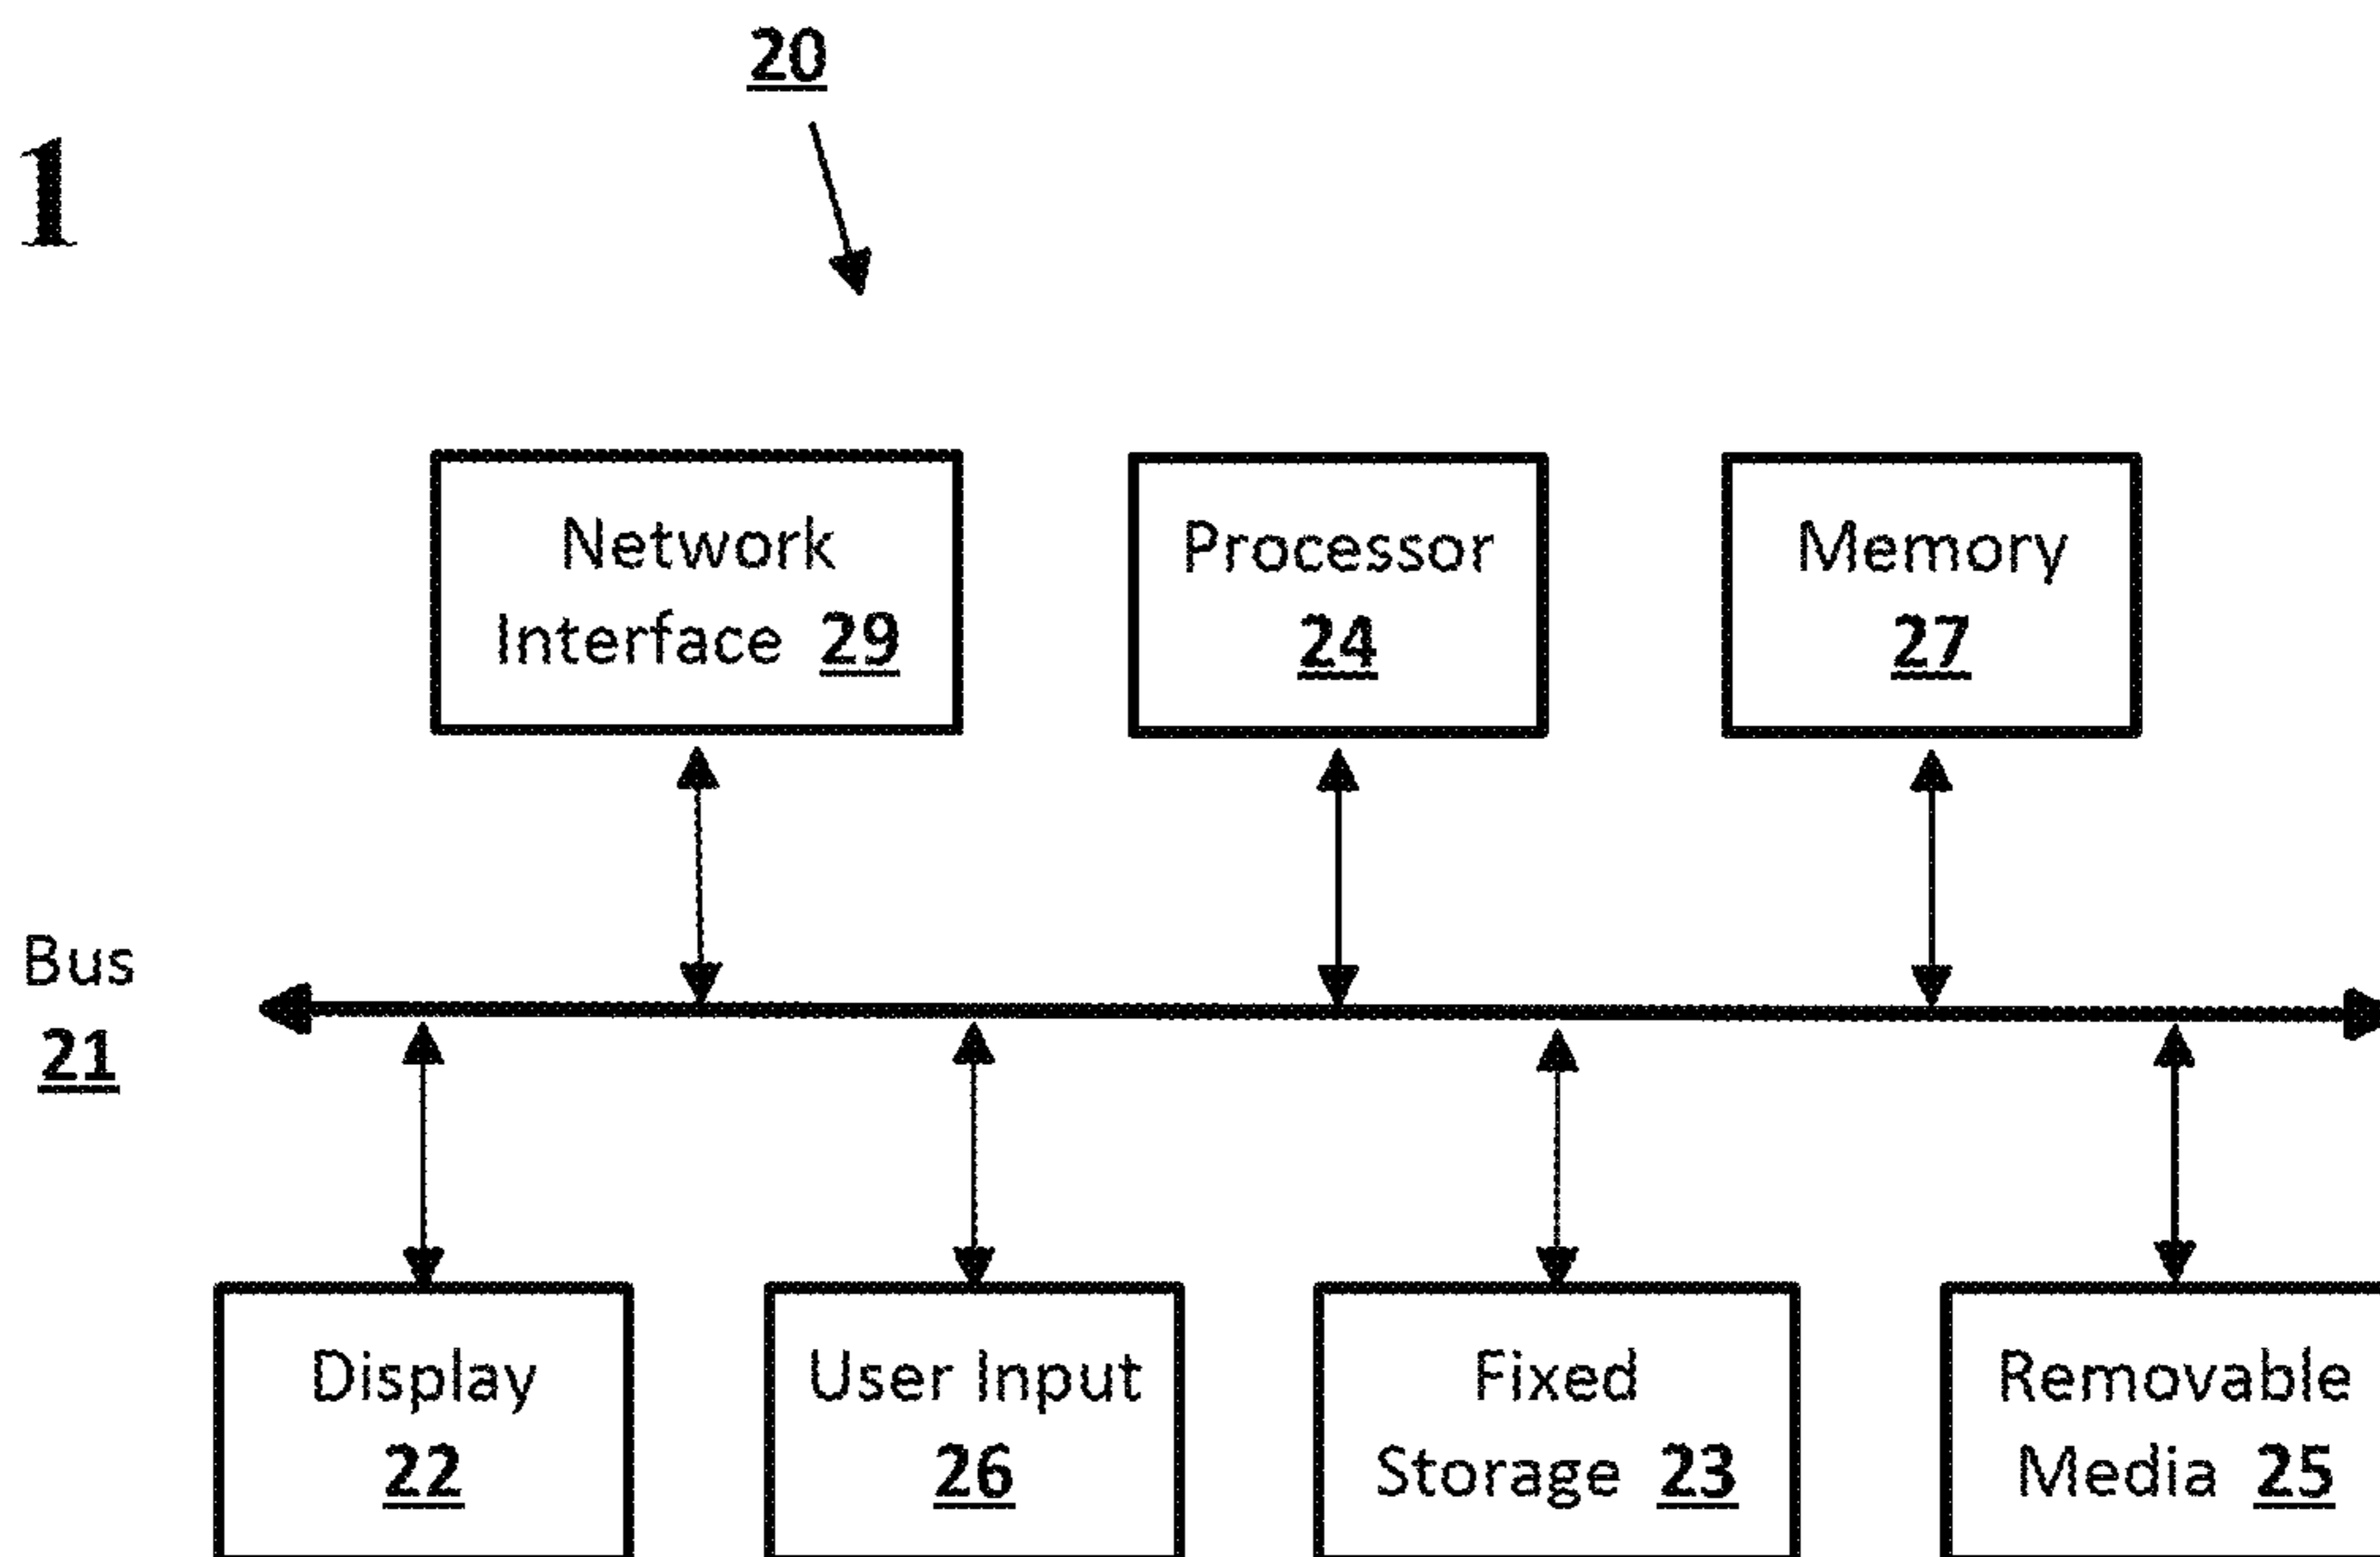 20
1
Network
Interface 29
Processor
24
Memory
27
Bus
21
Display
22
User Input
26
Fixed
Storage 23
Removable
Media 25